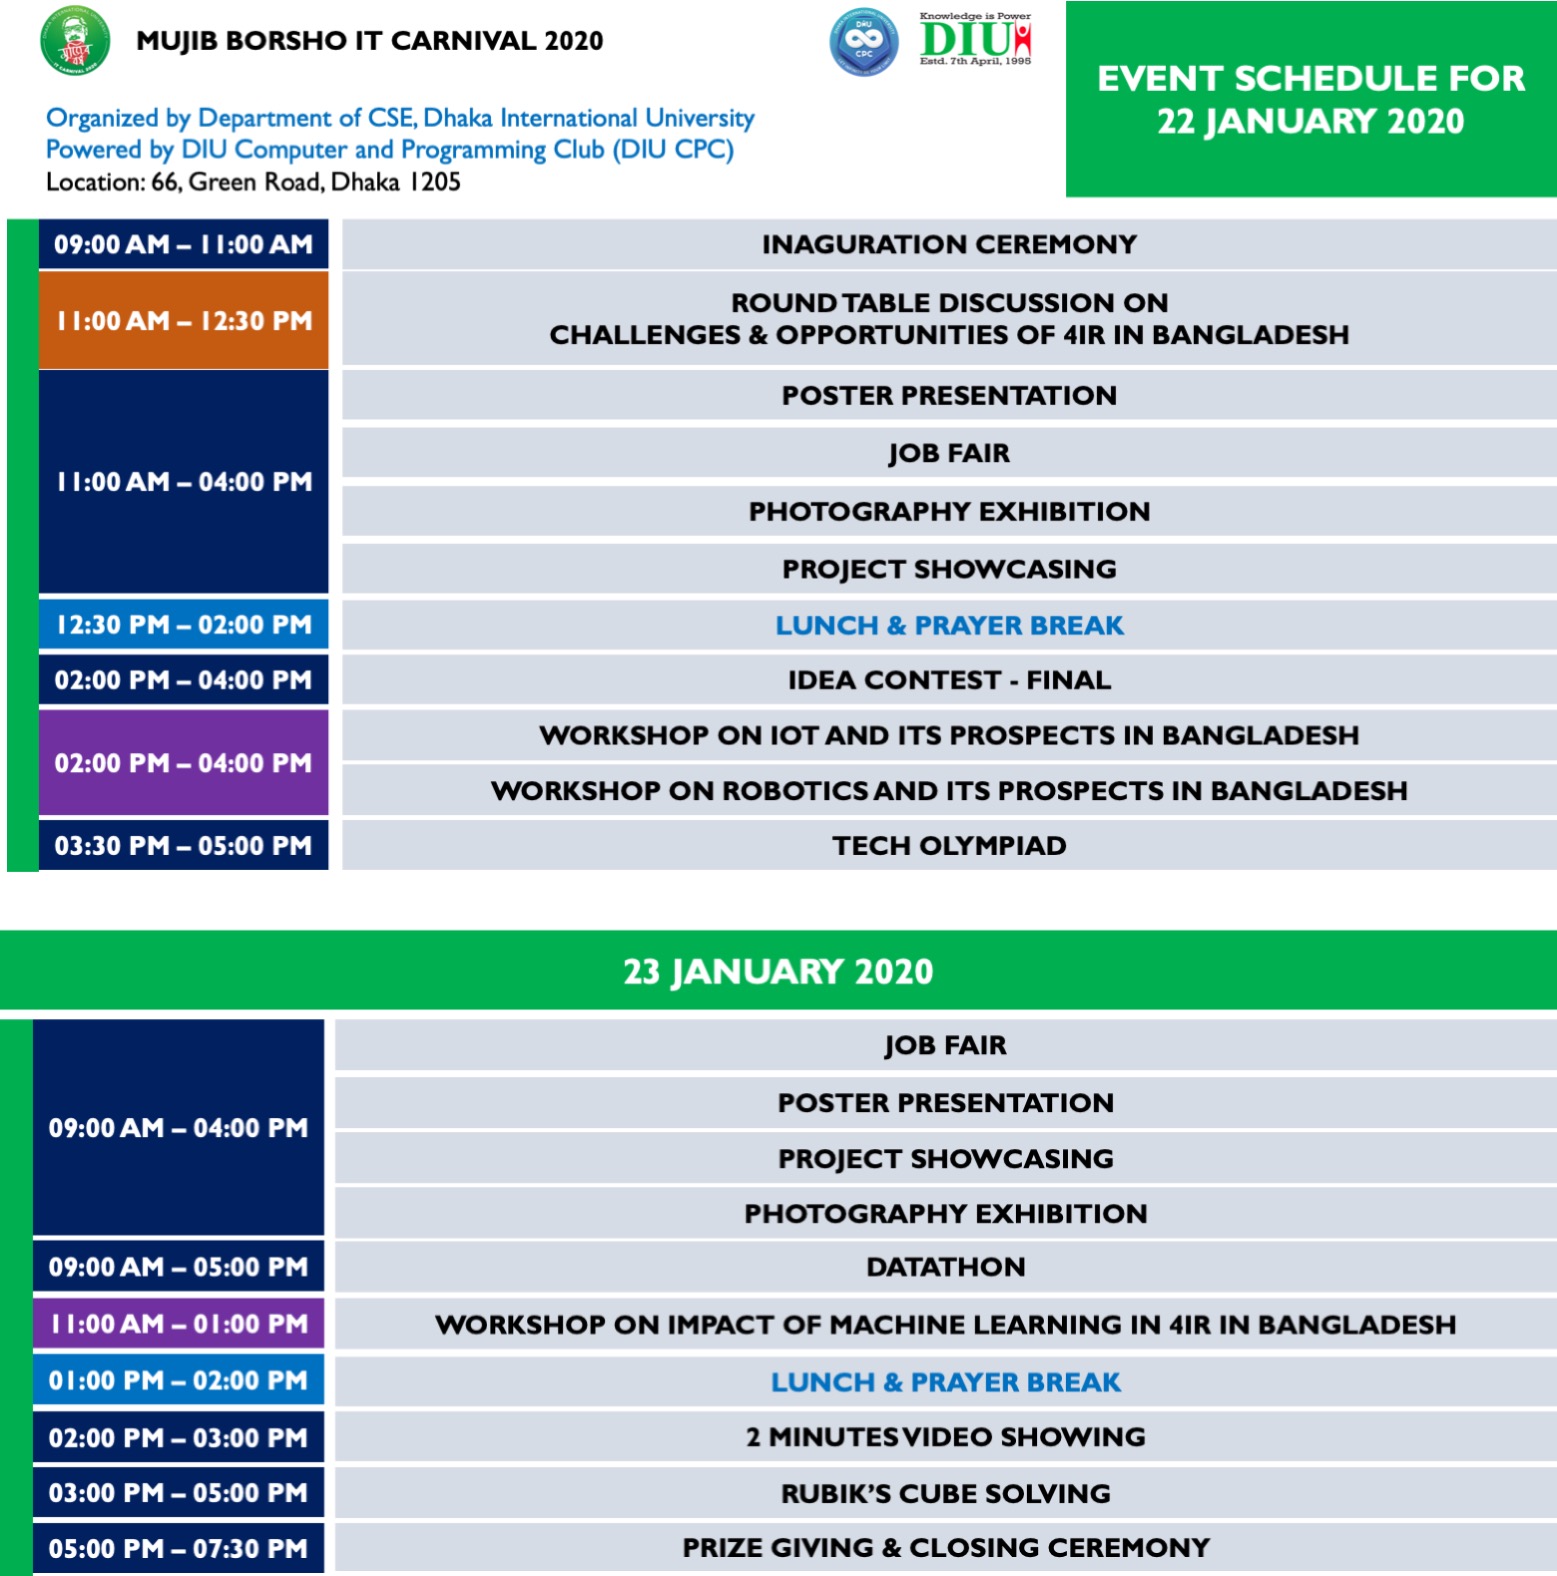 MUJIB BORSHO IT CARNIVAL 2020
DIU
CPC
Knowledge is Power
DIU
Estd. 7th April, 1995
EVENT SCHEDULE FOR
22 JANUARY 2020
Organized by Department of CSE, Dhaka International University
Powered by DIU Computer and Programming Club (DIU CPC)
Location: 66, Green Road, Dhaka 1205
09:00 AM – 11:00 AM
INAGURATION CEREMONY
11:00 AM – 12:30 PM
ROUND TABLE DISCUSSION ON
CHALLENGES & OPPORTUNITIES OF 4IR IN BANGLADESH
11:00 AM – 04:00 PM
POSTER PRESENTATION
JOB FAIR
PHOTOGRAPHY EXHIBITION
PROJECT SHOWCASING
12:30 PM – 02:00 PM
LUNCH & PRAYER BREAK
02:00 PM – 04:00 PM
IDEA CONTEST - FINAL
02:00 PM – 04:00 PM
WORKSHOP ON IOT AND ITS PROSPECTS IN BANGLADESH
WORKSHOP ON ROBOTICS AND ITS PROSPECTS IN BANGLADESH
03:30 PM – 05:00 PM
TECH OLYMPIAD
23 JANUARY 2020
09:00 AM – 04:00 PM
JOB FAIR
POSTER PRESENTATION
PROJECT SHOWCASING
PHOTOGRAPHY EXHIBITION
09:00 AM – 05:00 PM
DATATHON
11:00 AM – 01:00 PM
WORKSHOP ON IMPACT OF MACHINE LEARNING IN 4IR IN BANGLADESH
01:00 PM – 02:00 PM
LUNCH & PRAYER BREAK
02:00 PM – 03:00 PM
2 MINUTES VIDEO SHOWING
03:00 PM – 05:00 PM
RUBIK’S CUBE SOLVING
05:00 PM – 07:30 PM
PRIZE GIVING & CLOSING CEREMONY